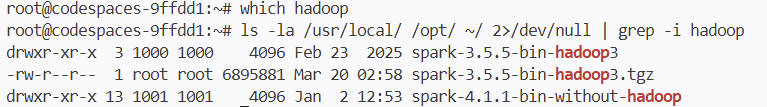 root@codespaces-9ffdd1:~# which hadoop
root@codespaces-9ffdd1:~# ls -la /usr/local/ /opt/ ~/ 2>/dev/null | grep -i hadoop
drwxr-xr-x  3 1000 1000    4096 Feb 23  2025 spark-3.5.5-bin-hadoop3
-rw-r--r--  1 root root 6895881 Mar 20 02:58 spark-3.5.5-bin-hadoop3.tgz
drwxr-xr-x 13 1001 1001    4096 Jan  2 12:53 spark-4.1.1-bin-without-hadoop